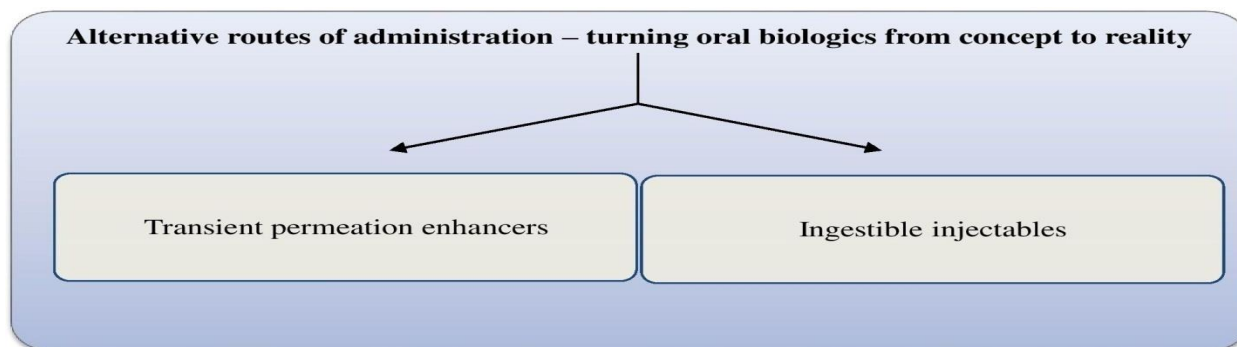 Alternative routes of administration – turning oral biologics from concept to reality
Transient permeation enhancers
Ingestible injectables